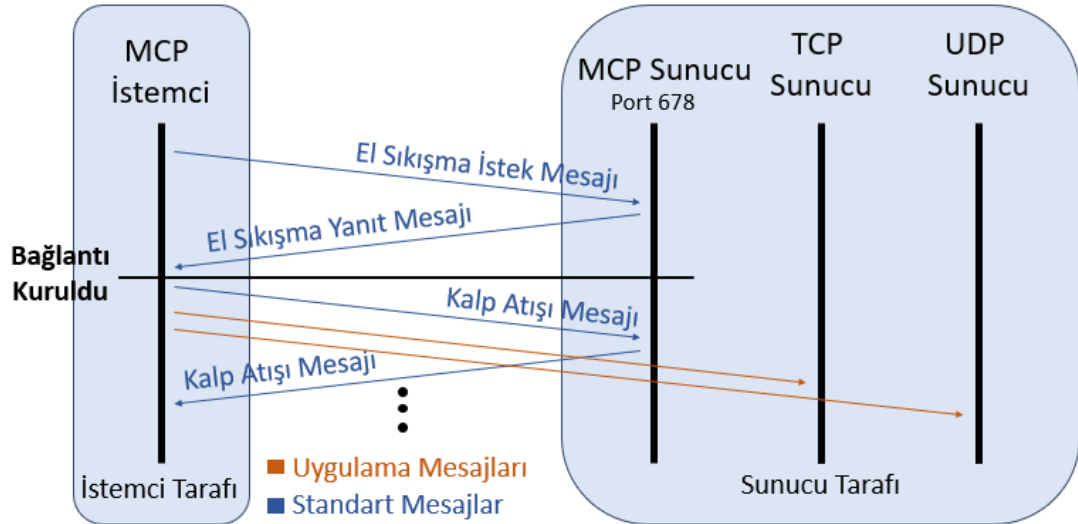 MCP
İstemci
MCP Sunucu
Port 678
TCP
Sunucu
UDP
Sunucu
El Sıkışma İstek Mesajı
El Sıkışma Yanıt Mesajı
Bağlantı
Kuruldu
Kalp Atışı Mesajı
Kalp Atışı Mesajı
Uygulama Mesajları
Standart Mesajlar
İstemci Tarafı
Sunucu Tarafı